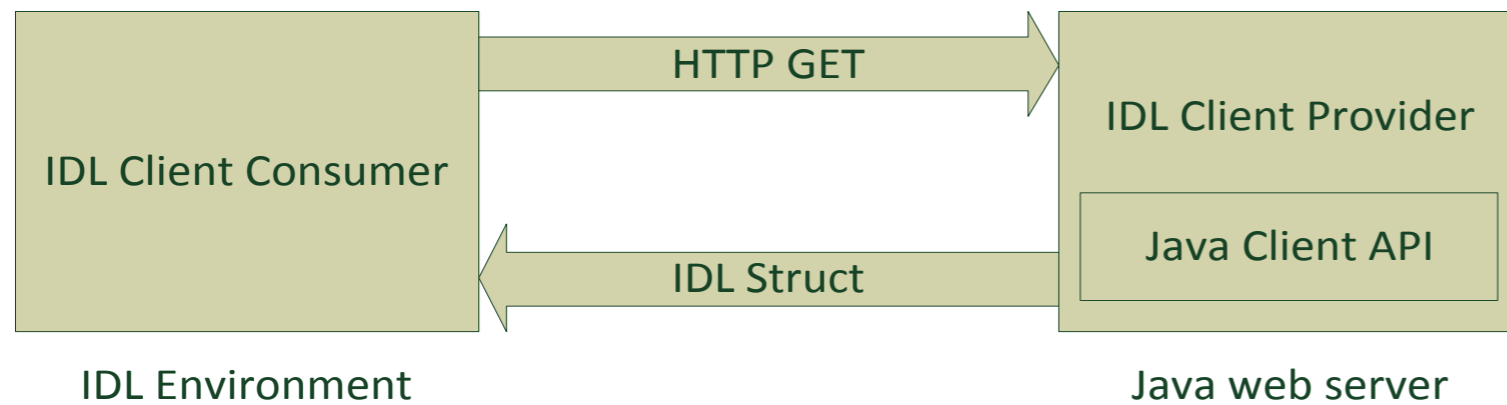 HTTP GET
IDL Client Consumer
IDL Client Provider
Java Client API
IDL Struct
IDL Environment
Java web server